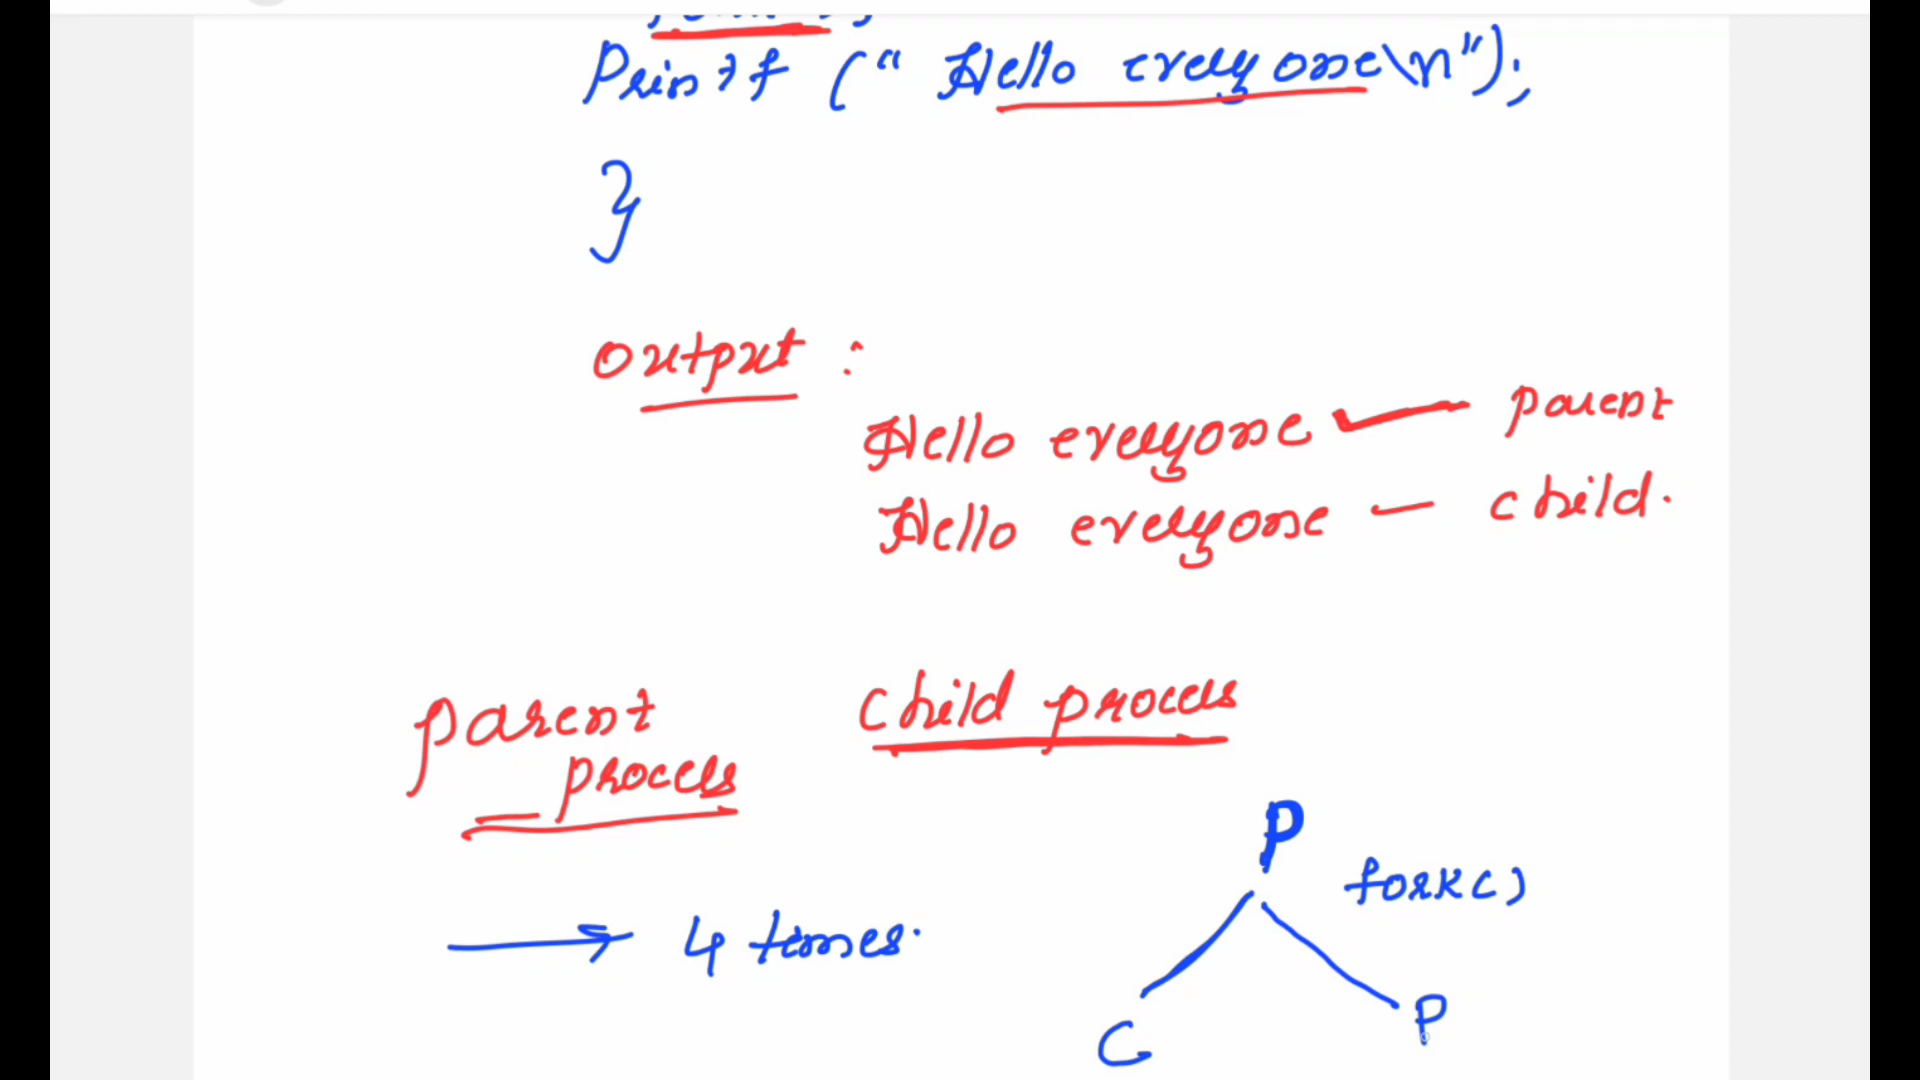 Printf (" Hello everyone\n");
}
output :
Hello everyone — parent
Hello everyone — child.
parent process
child process
P
fork()
→ 4 times.
C
P